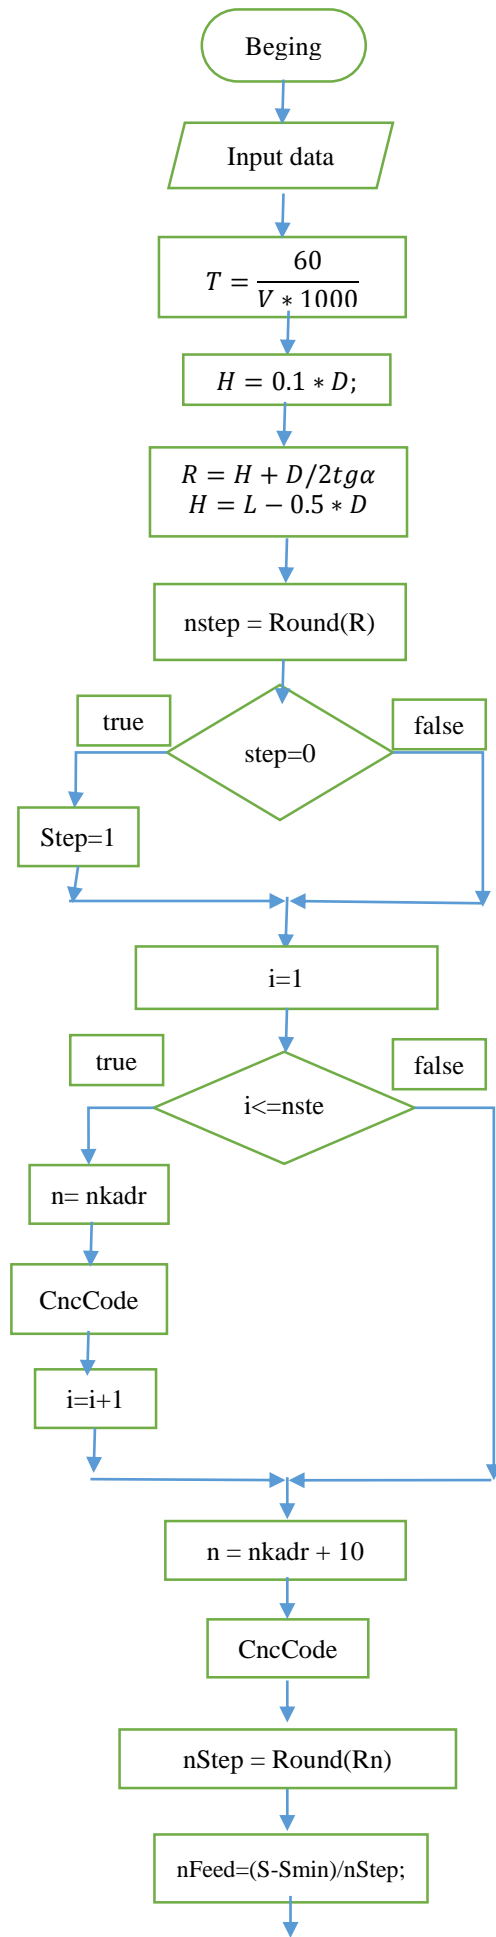 Beging
Input data
T = 60 / V * 1000
H = 0.1 * D;
R = H + D/2tgα
H = L − 0.5 * D
nstep = Round(R)
true
false
step=0
Step=1
i=1
true
false
i<=nste
n= nkadr
CncCode
i=i+1
n = nkadr + 10
CncCode
nStep = Round(Rn)
nFeed=(S-Smin)/nStep;